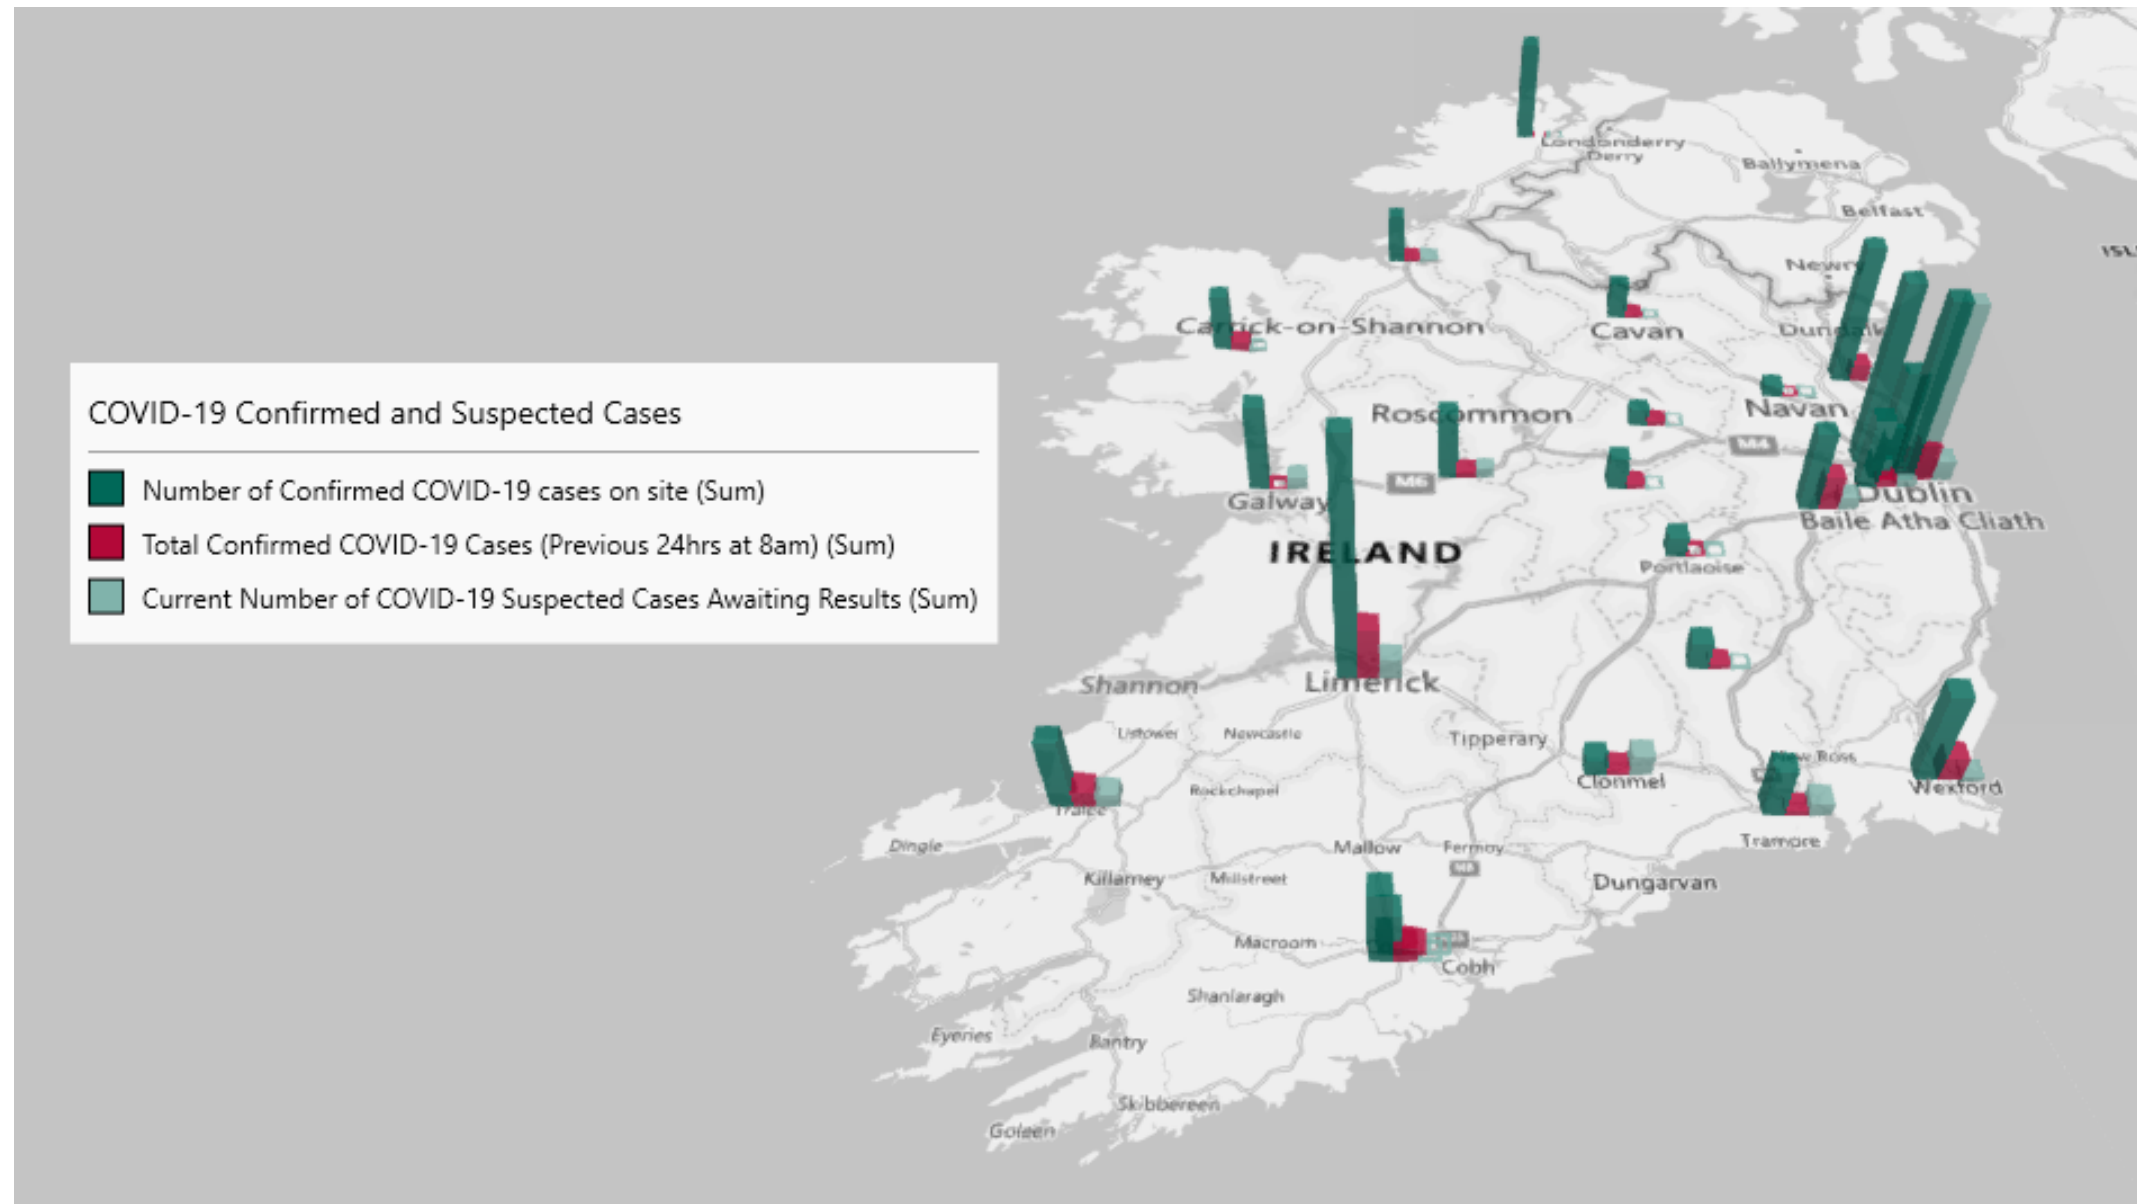 Londonderry
Derry
Ballymena
Belfast
Newry
Carrick-on-Shannon
Cavan
Roscommon
Navan
M4
COVID-19 Confirmed and Suspected Cases
Number of Confirmed COVID-19 cases on site (Sum)
Total Confirmed COVID-19 Cases (Previous 24hrs at 8am) (Sum)
Current Number of COVID-19 Suspected Cases Awaiting Results (Sum)
M6
Galway
Dublin
Baile Atha Cliath
IRELAND
Portlaoise
Shannon
Limerick
Listowel
Newcastle
Tipperary
New Ross
Clonmel
Wexford
Rockchapel
Tralee
Tramore
Dingle
Mallow
Fermoy
M8
Killarney
Millstreet
Dungarvan
Macroom
Cobh
Shanlaragh
Eyeries
Bantry
Skibbereen
Goleen